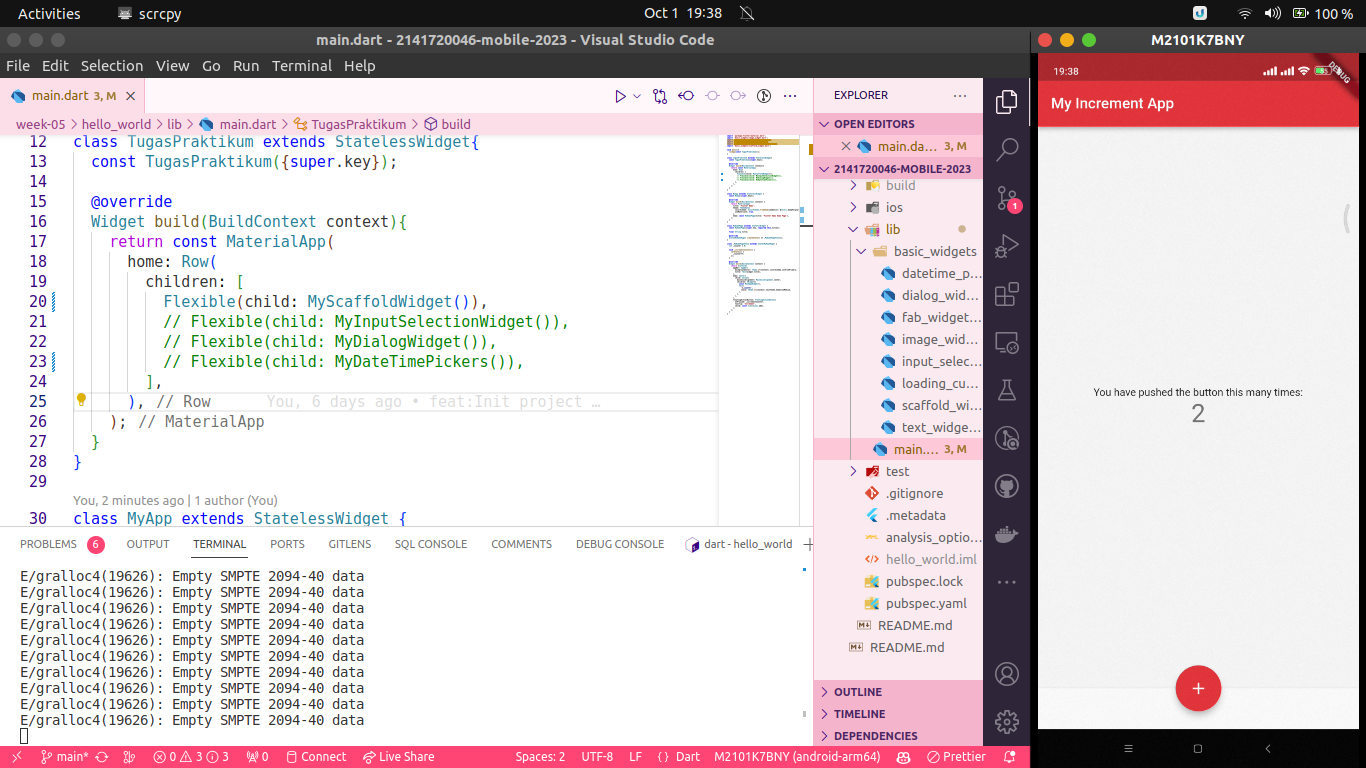 Activities
scrcpy
Oct 1 19:38
100 %
main.dart - 2141720046-mobile-2023 - Visual Studio Code
File Edit Selection View Go Run Terminal Help
main.dart 3, M
week-05 > hello_world > lib > main.dart > TugasPraktikum > build
12 class TugasPraktikum extends StatelessWidget{
13 const TugasPraktikum({super.key});
14
15 @override
16 Widget build(BuildContext context){
17 return const MaterialApp(
18 home: Row(
19 children: [
20 Flexible(child: MyScaffoldWidget()),
21 // Flexible(child: MyInputSelectionWidget()),
22 // Flexible(child: MyDialogWidget()),
23 // Flexible(child: MyDateTimePickers()),
24 ],
25 ), // Row You, 6 days ago • feat:Init project …
26 ); // MaterialApp
27 }
28 }
29
You, 2 minutes ago | 1 author (You)
30 class MyApp extends StatelessWidget {
PROBLEMS 6 OUTPUT TERMINAL PORTS GITLENS SQL CONSOLE COMMENTS DEBUG CONSOLE dart - hello_world
E/gralloc4(19626): Empty SMPTE 2094-40 data
E/gralloc4(19626): Empty SMPTE 2094-40 data
E/gralloc4(19626): Empty SMPTE 2094-40 data
E/gralloc4(19626): Empty SMPTE 2094-40 data
E/gralloc4(19626): Empty SMPTE 2094-40 data
E/gralloc4(19626): Empty SMPTE 2094-40 data
E/gralloc4(19626): Empty SMPTE 2094-40 data
E/gralloc4(19626): Empty SMPTE 2094-40 data
E/gralloc4(19626): Empty SMPTE 2094-40 data
E/gralloc4(19626): Empty SMPTE 2094-40 data
EXPLORER
OPEN EDITORS
main.da... 3, M
2141720046-MOBILE-2023
build
ios
lib
basic_widgets
datetime_p...
dialog_wid...
fab_widget...
image_wid...
input_selec...
loading_cu...
scaffold_wi...
text_widge...
main.... 3, M
test
.gitignore
.metadata
analysis_optio...
hello_world.iml
pubspec.lock
pubspec.yaml
README.md
README.md
OUTLINE
TIMELINE
DEPENDENCIES
1
main* 0 3 3 0 Connect Live Share Spaces: 2 UTF-8 LF { } Dart M2101K7BNY (android-arm64) Prettier
M2101K7BNY
19:38
DEBUG
My Increment App
You have pushed the button this many times:
2
+